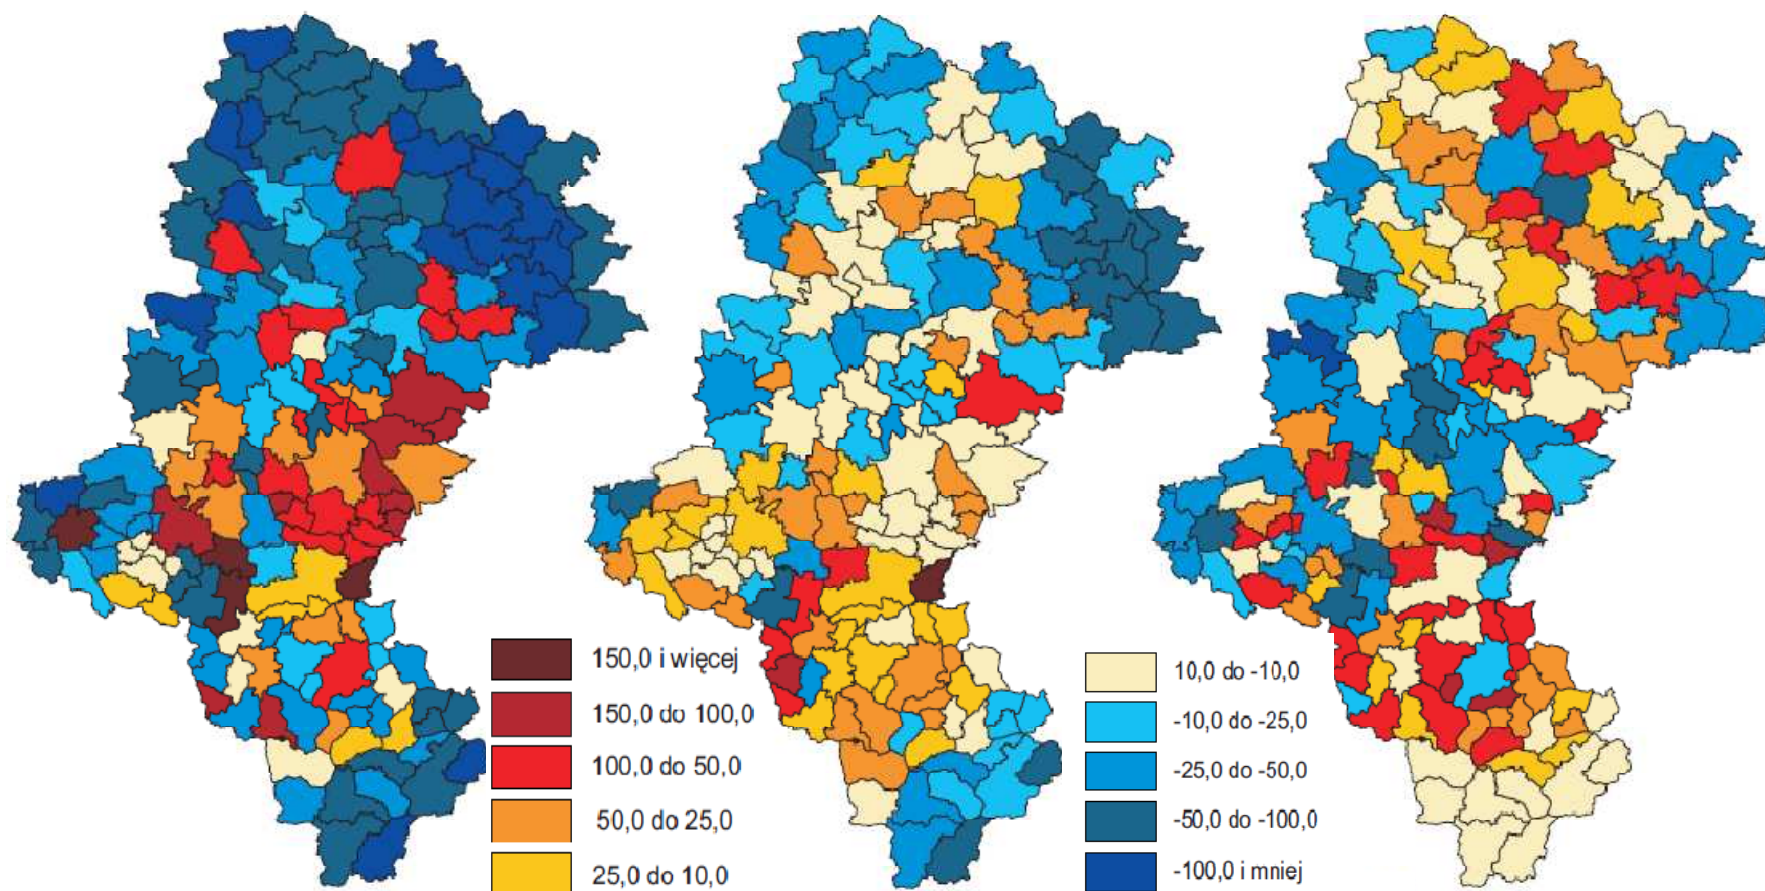 150,0 i więcej
150,0 do 100,0
100,0 do 50,0
50,0 do 25,0
25,0 do 10,0
10,0 do -10,0
-10,0 do -25,0
-25,0 do -50,0
-50,0 do -100,0
-100,0 i mniej